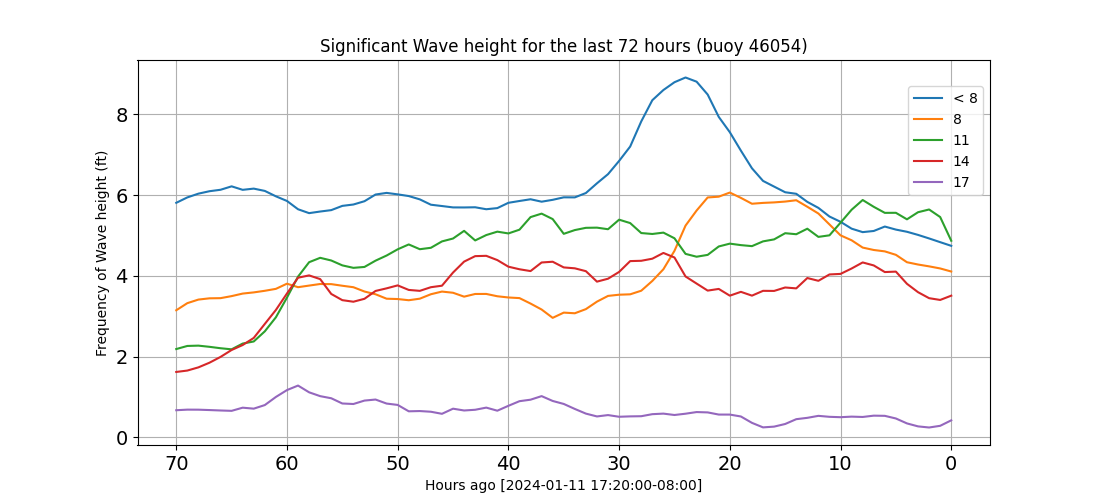 Significant Wave height for the last 72 hours (buoy 46054)
Frequency of Wave height (ft)
8
6
4
2
0
< 8
8
11
14
17
70 60 50 40 30 20 10 0
Hours ago [2024-01-11 17:20:00-08:00]